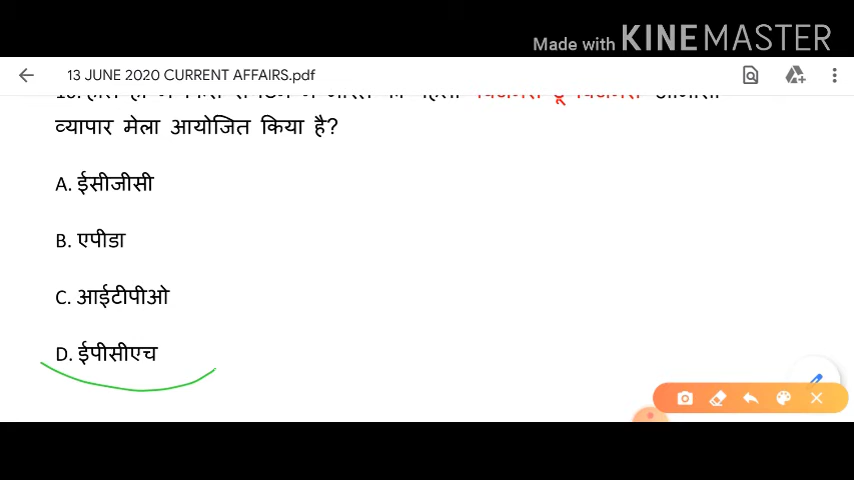 Made with KINEMASTER
13 JUNE 2020 CURRENT AFFAIRS.pdf
व्यापार मेला आयोजित किया है?
A. ईसीजीसी
B. एपीडा
C. आईटीपीओ
D. ईपीसीएच